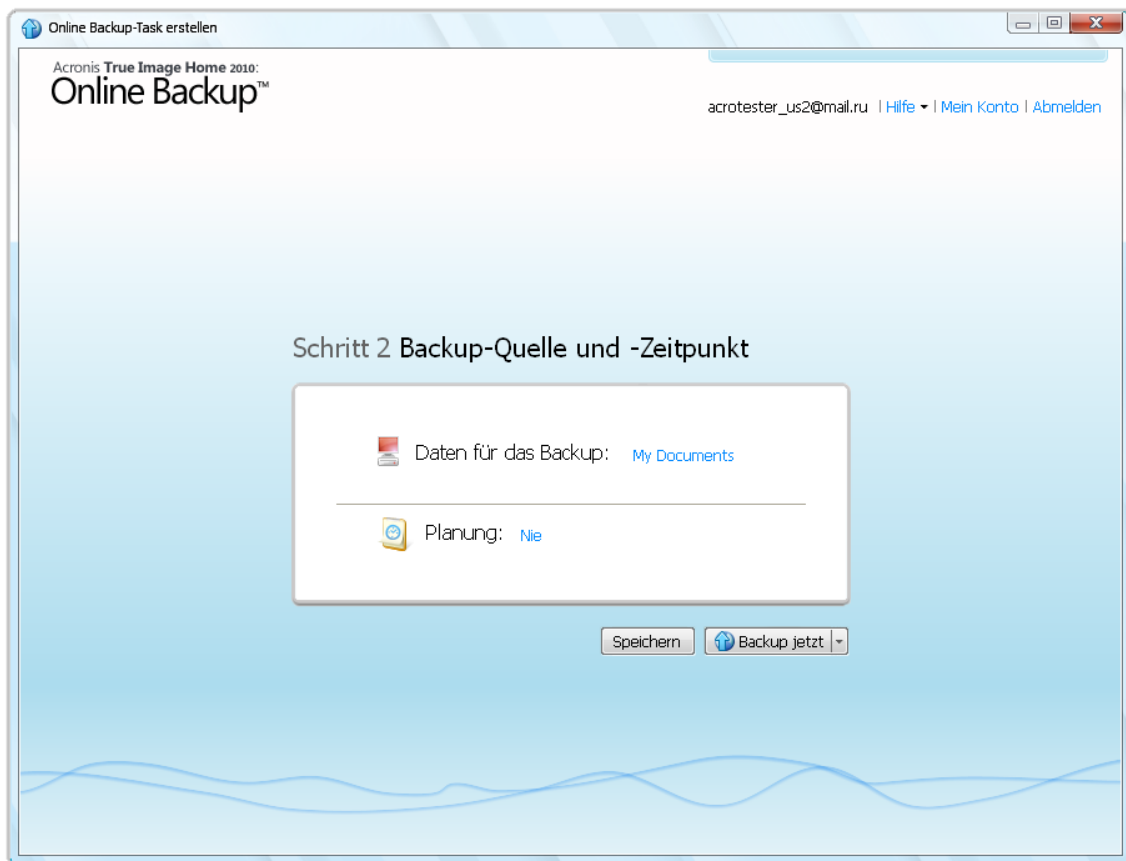 Online Backup-Task erstellen
Acronis True Image Home 2010:
Online Backup™
acrotester_us2@mail.ru | Hilfe | Mein Konto | Abmelden
Schritt 2 Backup-Quelle und -Zeitpunkt
Daten für das Backup: My Documents
Planung: Nie
Speichern Backup jetzt